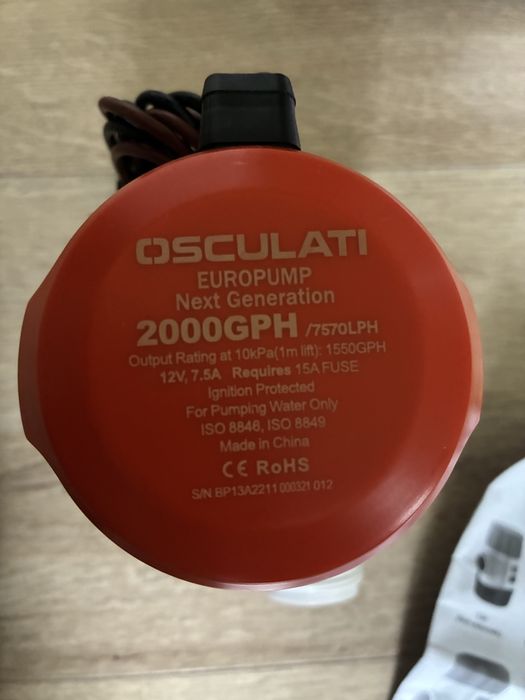 OSCULATI
EUROPUMP
Next Generation
2000GPH /7570LPH
Output Rating at 10kPa(1m lift): 1550GPH
12V, 7.5A Requires 15A FUSE
Ignition Protected
For Pumping Water Only
ISO 8846, ISO 8849
Made in China
CE RoHS
S/N BP13A2211 000321 012